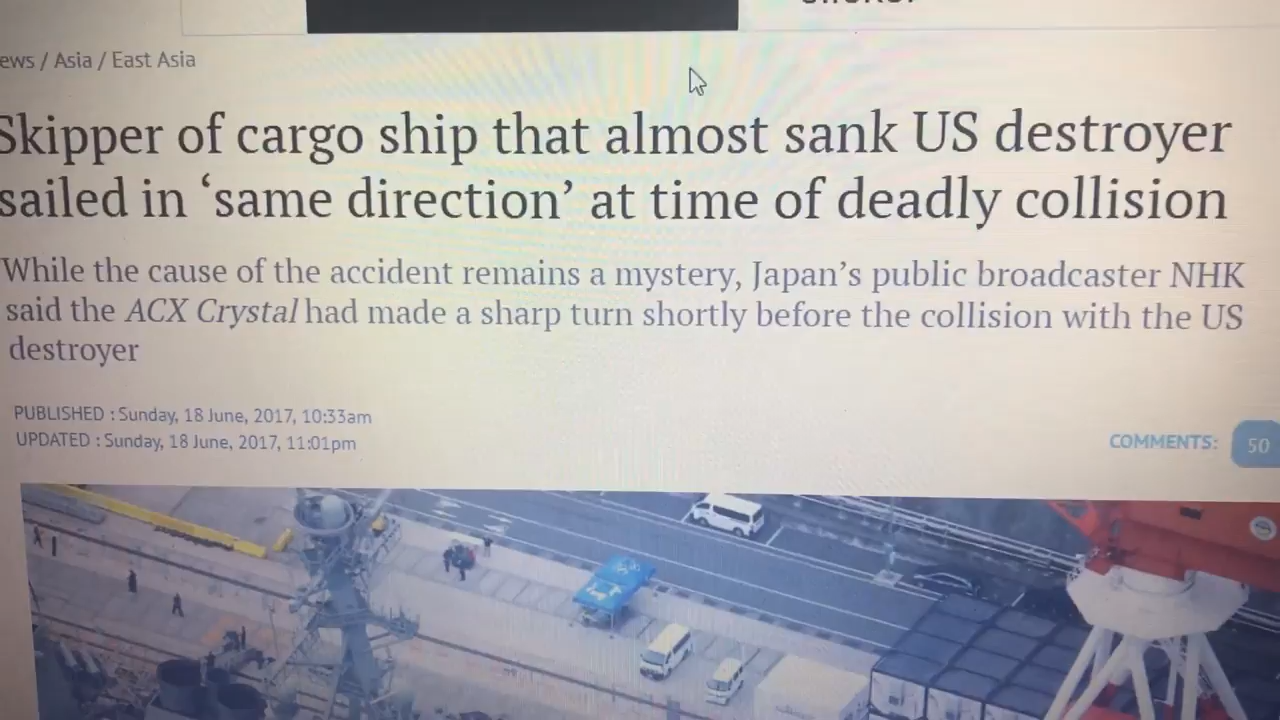 ews / Asia / East Asia
Skipper of cargo ship that almost sank US destroyer
sailed in ‘same direction’ at time of deadly collision
While the cause of the accident remains a mystery, Japan’s public broadcaster NHK
said the ACX Crystal had made a sharp turn shortly before the collision with the US
destroyer
PUBLISHED : Sunday, 18 June, 2017, 10:33am
UPDATED : Sunday, 18 June, 2017, 11:01pm
COMMENTS: 50